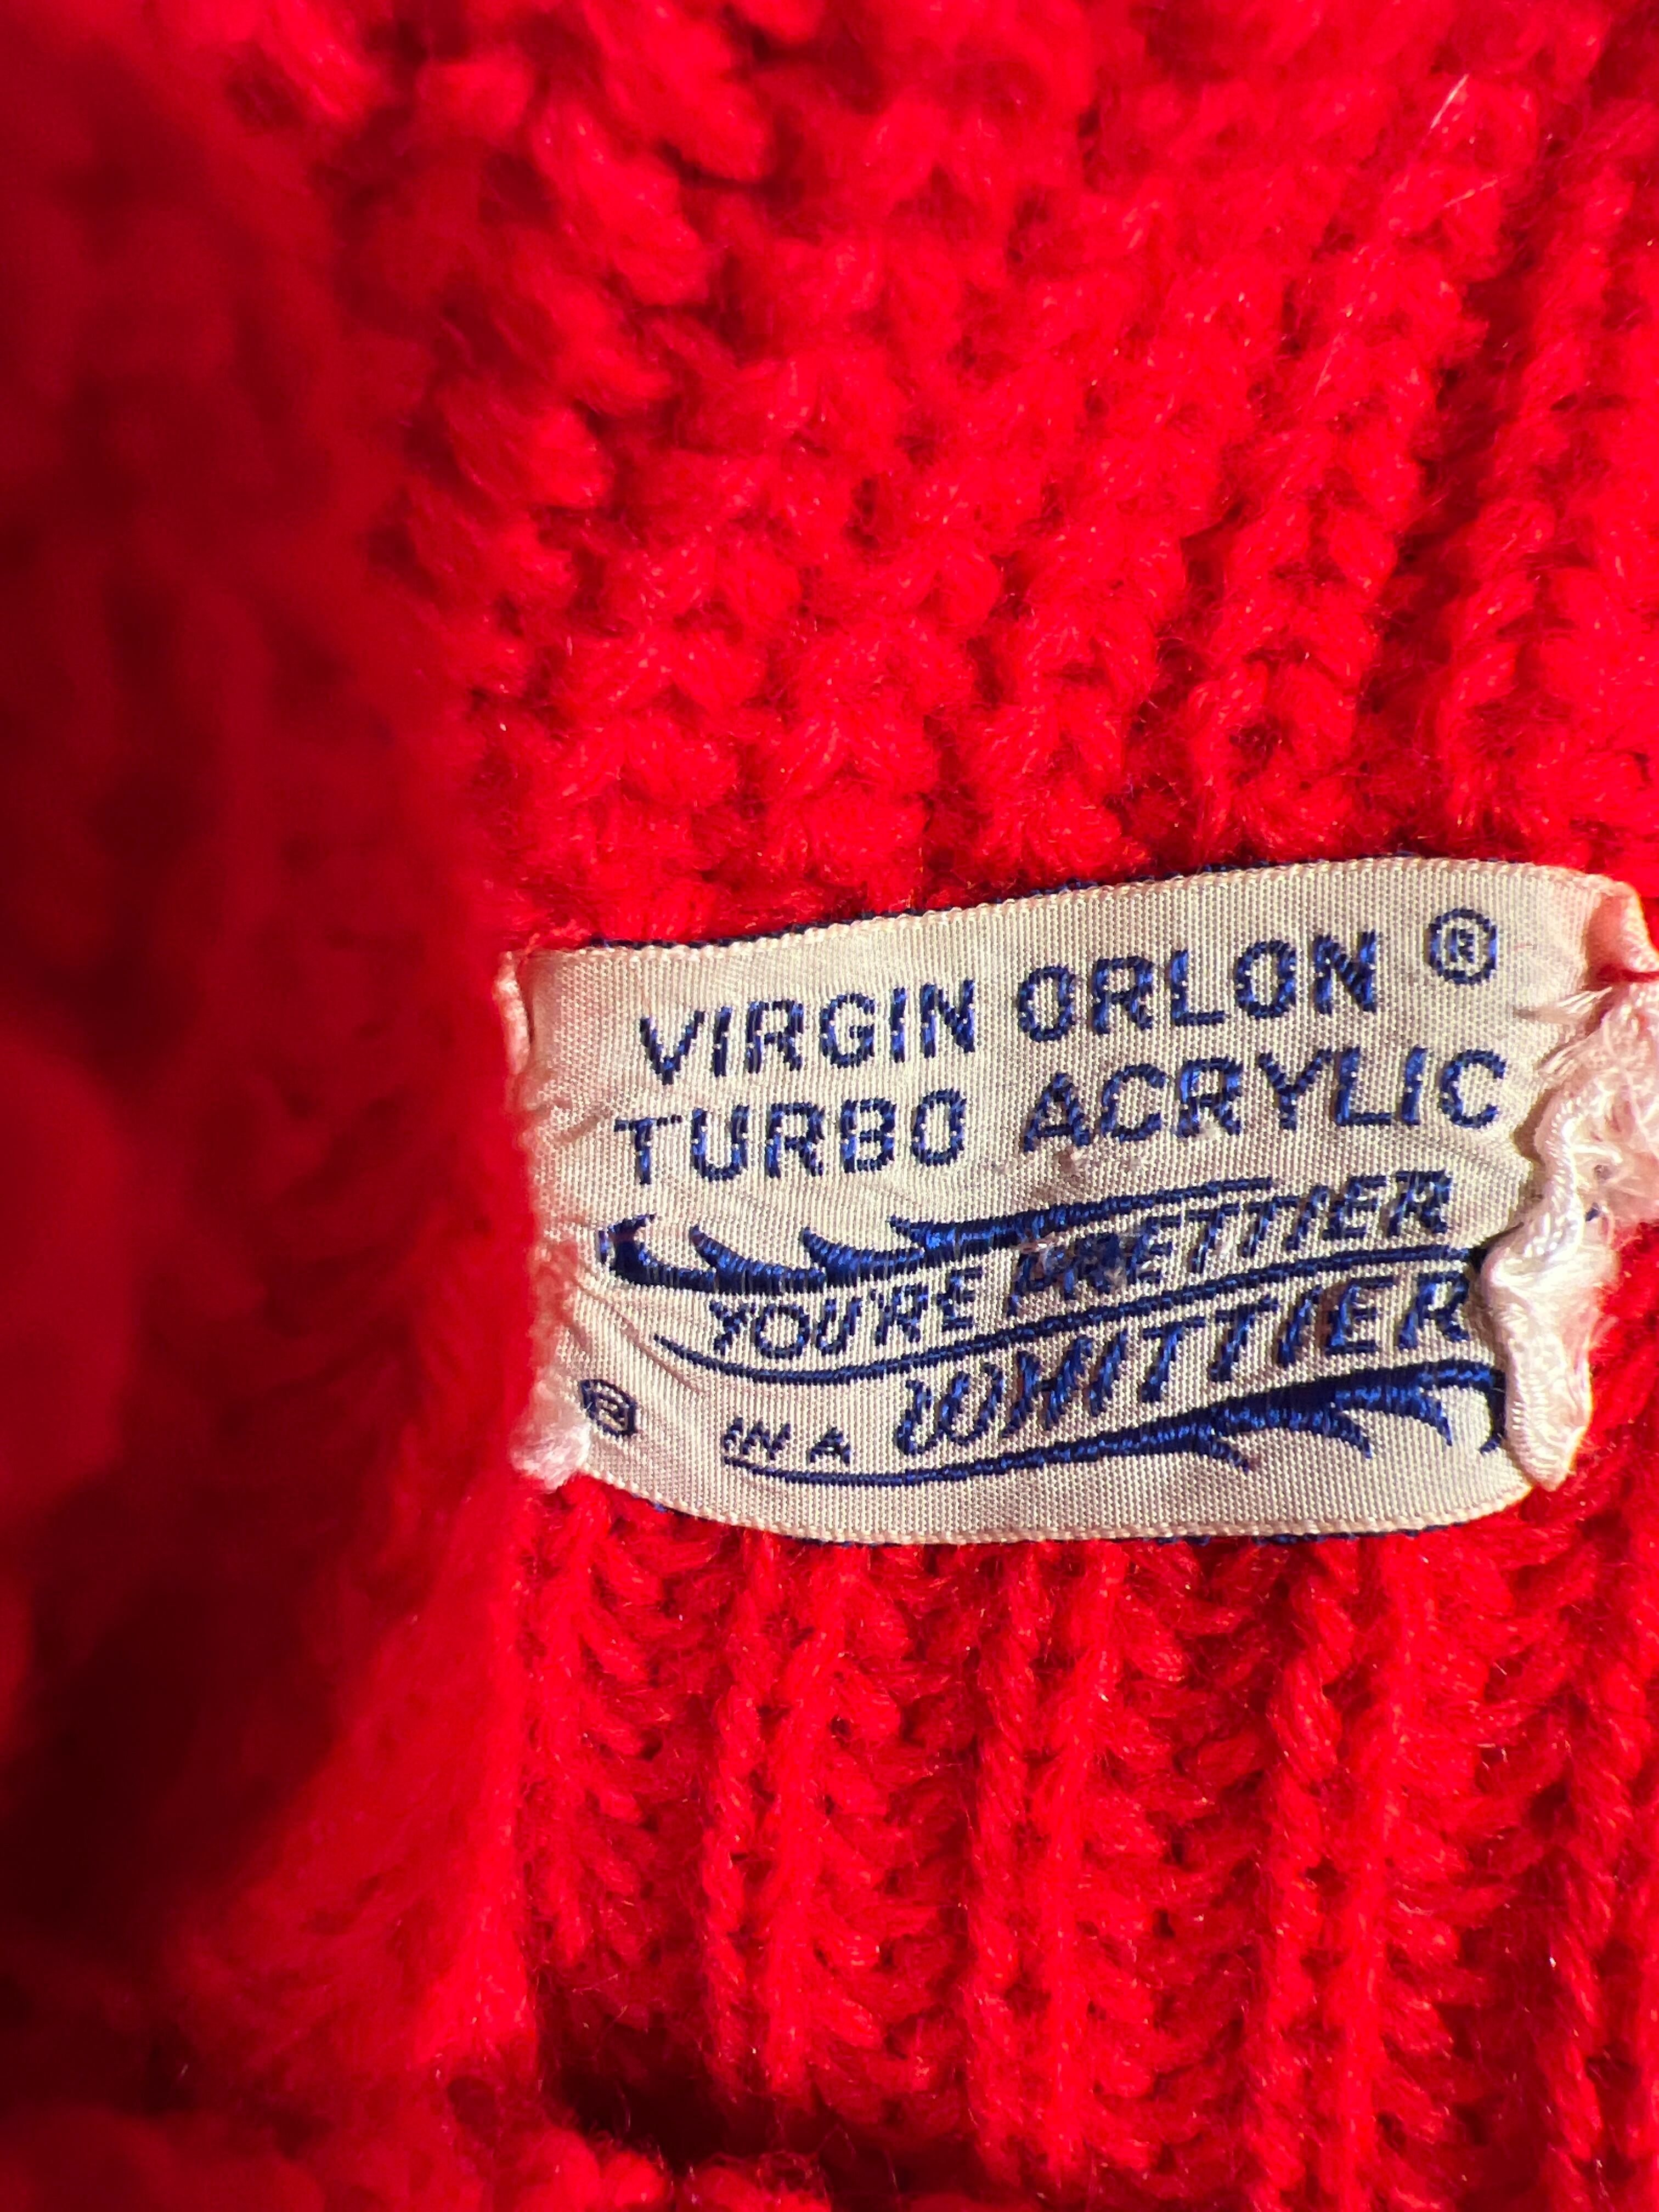 VIRGIN ORLON ®
TURBO ACRYLIC
YOU'RE PRETTIER
IN A WHITTIER